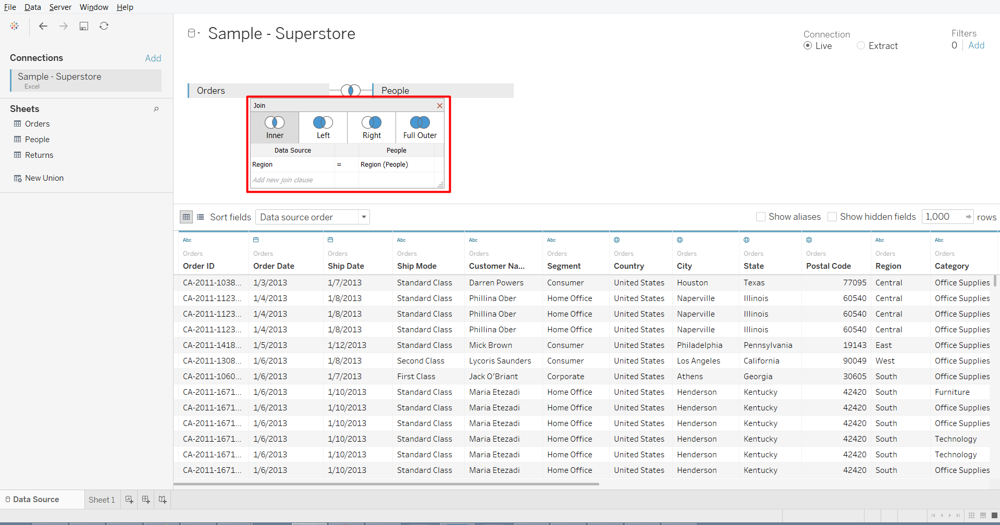 File Data Server Window Help
Sample - Superstore
Connection
Live Extract
Filters
0 Add
Connections Add
Sample - Superstore
Excel
Sheets
Orders
People
Returns
New Union
Orders People
Join
Inner Left Right Full Outer
Data Source People
Region = Region (People)
Add new join clause
Sort fields Data source order Show aliases Show hidden fields 1,000 rows
Abc Abc Abc Abc Abc Abc
Orders Orders Orders Orders Orders Orders Orders Orders Orders Orders Orders Orders
Order ID Order Date Ship Date Ship Mode Customer Na... Segment Country City State Postal Code Region Category
CA-2011-1038... 1/3/2013 1/7/2013 Standard Class Darren Powers Consumer United States Houston Texas 77095 Central Office Supplies
CA-2011-1123... 1/4/2013 1/8/2013 Standard Class Phillina Ober Home Office United States Naperville Illinois 60540 Central Office Supplies
CA-2011-1123... 1/4/2013 1/8/2013 Standard Class Phillina Ober Home Office United States Naperville Illinois 60540 Central Office Supplies
CA-2011-1123... 1/4/2013 1/8/2013 Standard Class Phillina Ober Home Office United States Naperville Illinois 60540 Central Office Supplies
CA-2011-1418... 1/5/2013 1/12/2013 Standard Class Mick Brown Consumer United States Philadelphia Pennsylvania 19143 East Office Supplies
CA-2011-1308... 1/6/2013 1/8/2013 Second Class Lycoris Saunders Consumer United States Los Angeles California 90049 West Office Supplies
CA-2011-1060... 1/6/2013 1/7/2013 First Class Jack O'Briant Corporate United States Athens Georgia 30605 South Office Supplies
CA-2011-1671... 1/6/2013 1/10/2013 Standard Class Maria Etezadi Home Office United States Henderson Kentucky 42420 South Furniture
CA-2011-1671... 1/6/2013 1/10/2013 Standard Class Maria Etezadi Home Office United States Henderson Kentucky 42420 South Office Supplies
CA-2011-1671... 1/6/2013 1/10/2013 Standard Class Maria Etezadi Home Office United States Henderson Kentucky 42420 South Office Supplies
CA-2011-1671... 1/6/2013 1/10/2013 Standard Class Maria Etezadi Home Office United States Henderson Kentucky 42420 South Technology
CA-2011-1671... 1/6/2013 1/10/2013 Standard Class Maria Etezadi Home Office United States Henderson Kentucky 42420 South Technology
CA-2011-1671... 1/6/2013 1/10/2013 Standard Class Maria Etezadi Home Office United States Henderson Kentucky 42420 South Office Supplies
Data Source Sheet 1